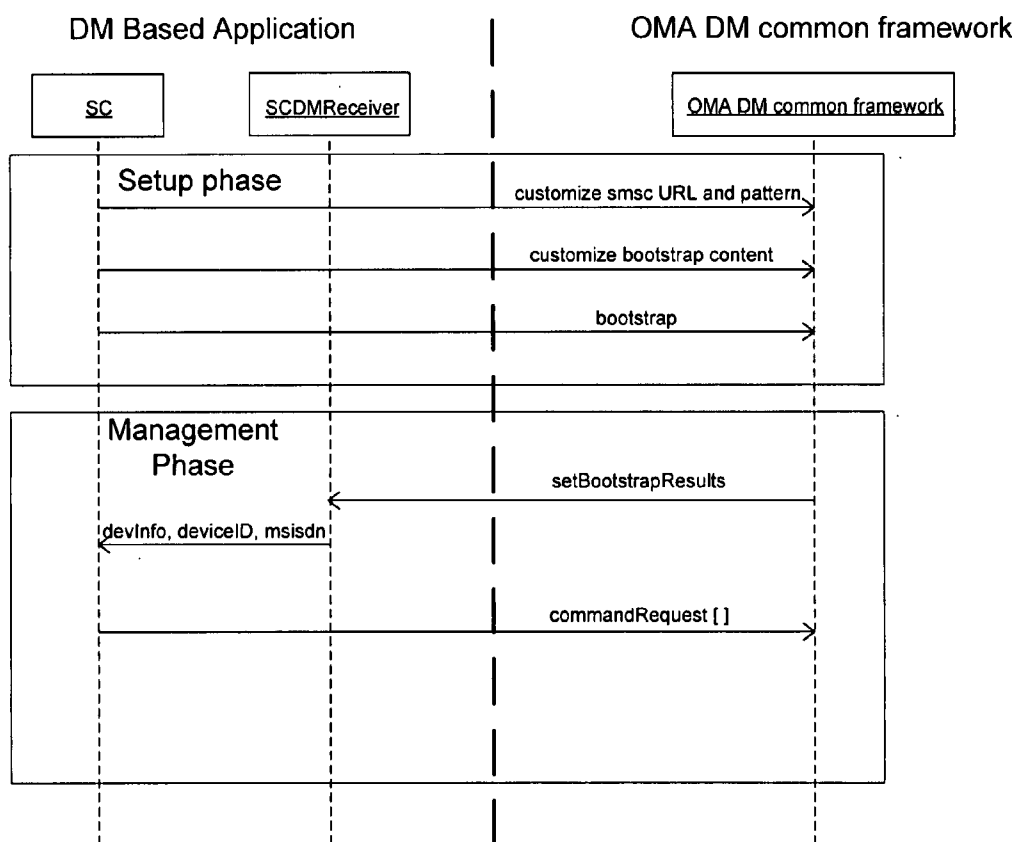 DM Based Application
OMA DM common framework
SC
SCDMReceiver
OMA DM common framework
Setup phase
customize smsc URL and pattern
customize bootstrap content
bootstrap
Management
Phase
setBootstrapResults
devInfo, deviceID, msisdn
commandRequest [ ]